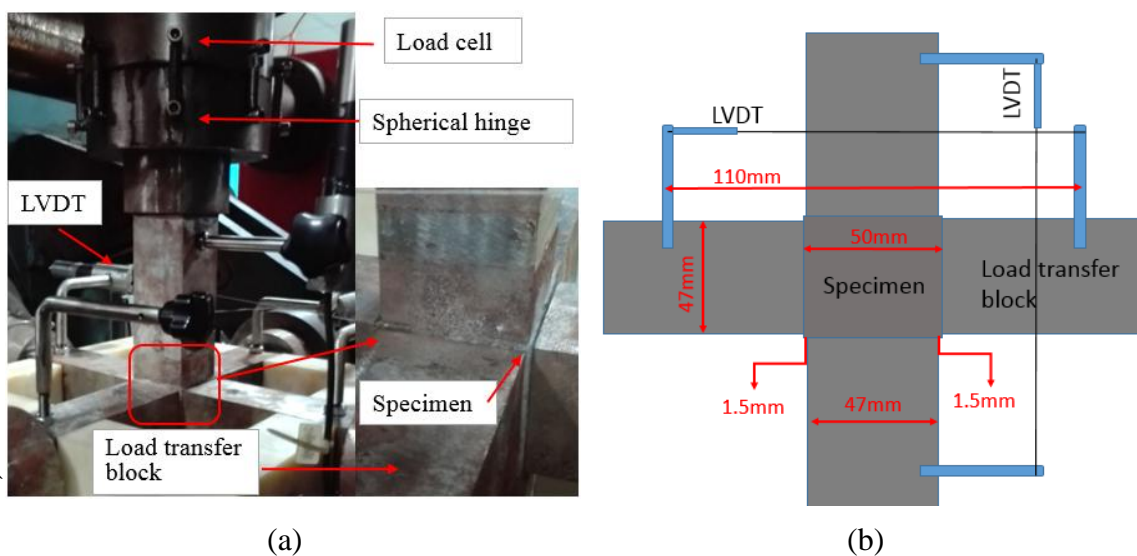 Load cell
Spherical hinge
LVDT
Specimen
Load transfer
block
(a)
LVDT
LVDT
110mm
50mm
47mm
Specimen
Load transfer
block
1.5mm
47mm
1.5mm
(b)